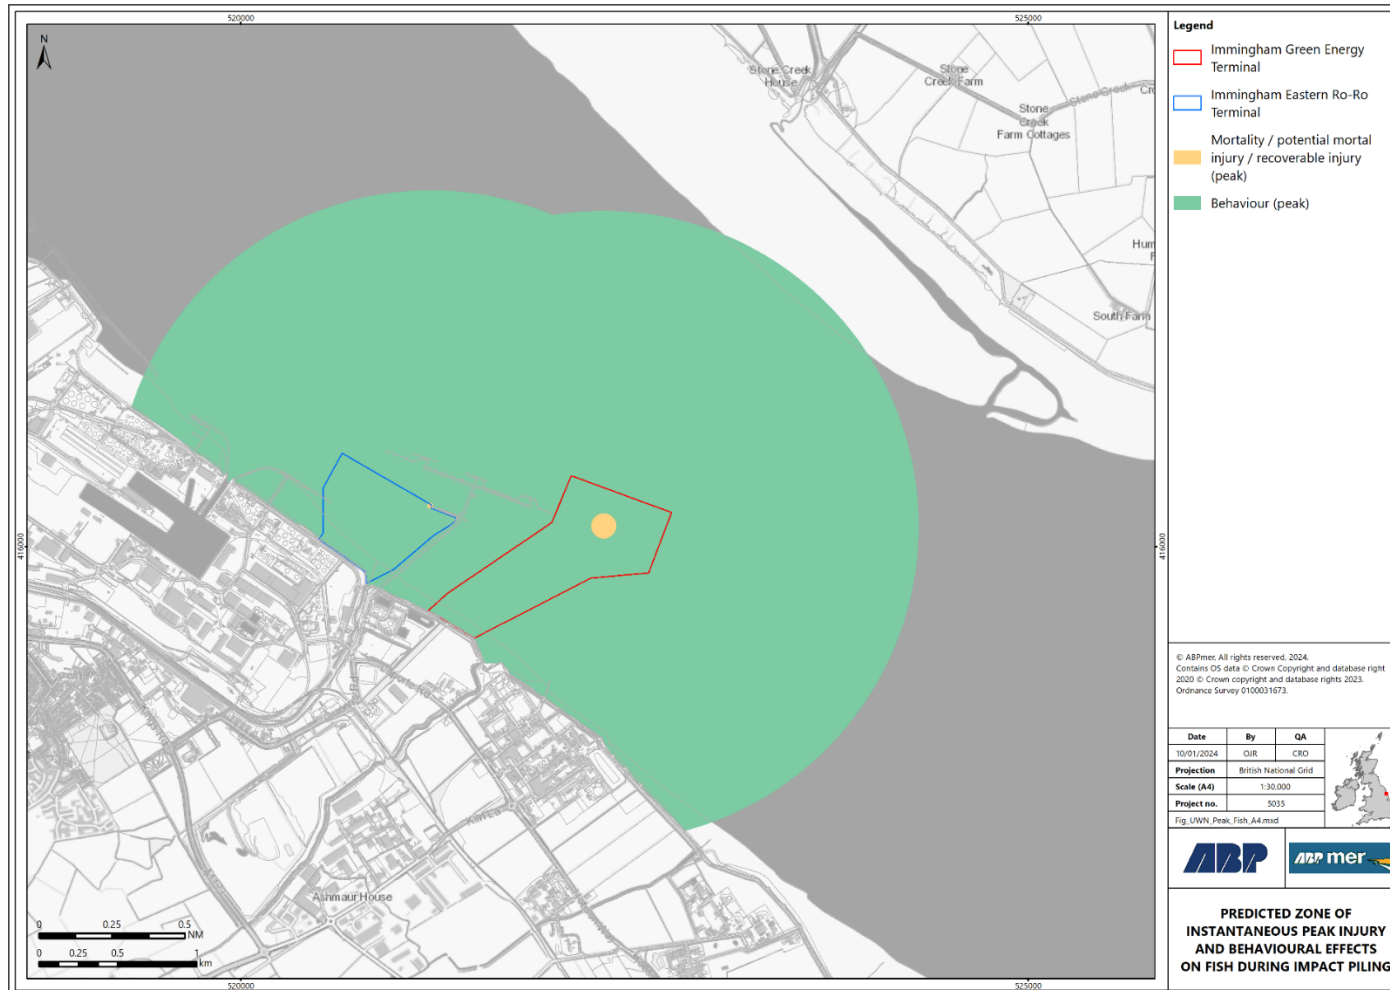 520000
525000
N
Stone Creek
House
Stone
Creek Farm
Stone Creek
Stone
Creek
Farm Cottages
South Farm
416000
416000
Ashmaur House
0 0.25 0.5
NM
0 0.25 0.5 1
km
520000
525000
Legend
Immingham Green Energy
Terminal
Immingham Eastern Ro-Ro
Terminal
Mortality / potential mortal
injury / recoverable injury
(peak)
Behaviour (peak)
© ABPmer, All rights reserved, 2024.
Contains OS data © Crown Copyright and database right
2020 © Crown copyright and database rights 2023.
Ordnance Survey 0100031673.
Date By QA
10/01/2024 OJR CRO
Projection British National Grid
Scale (A4) 1:30,000
Project no. 5035
Fig_UWN_Peak_Fish_A4.mxd
ABP
ABPmer
PREDICTED ZONE OF
INSTANTANEOUS PEAK INJURY
AND BEHAVIOURAL EFFECTS
ON FISH DURING IMPACT PILING